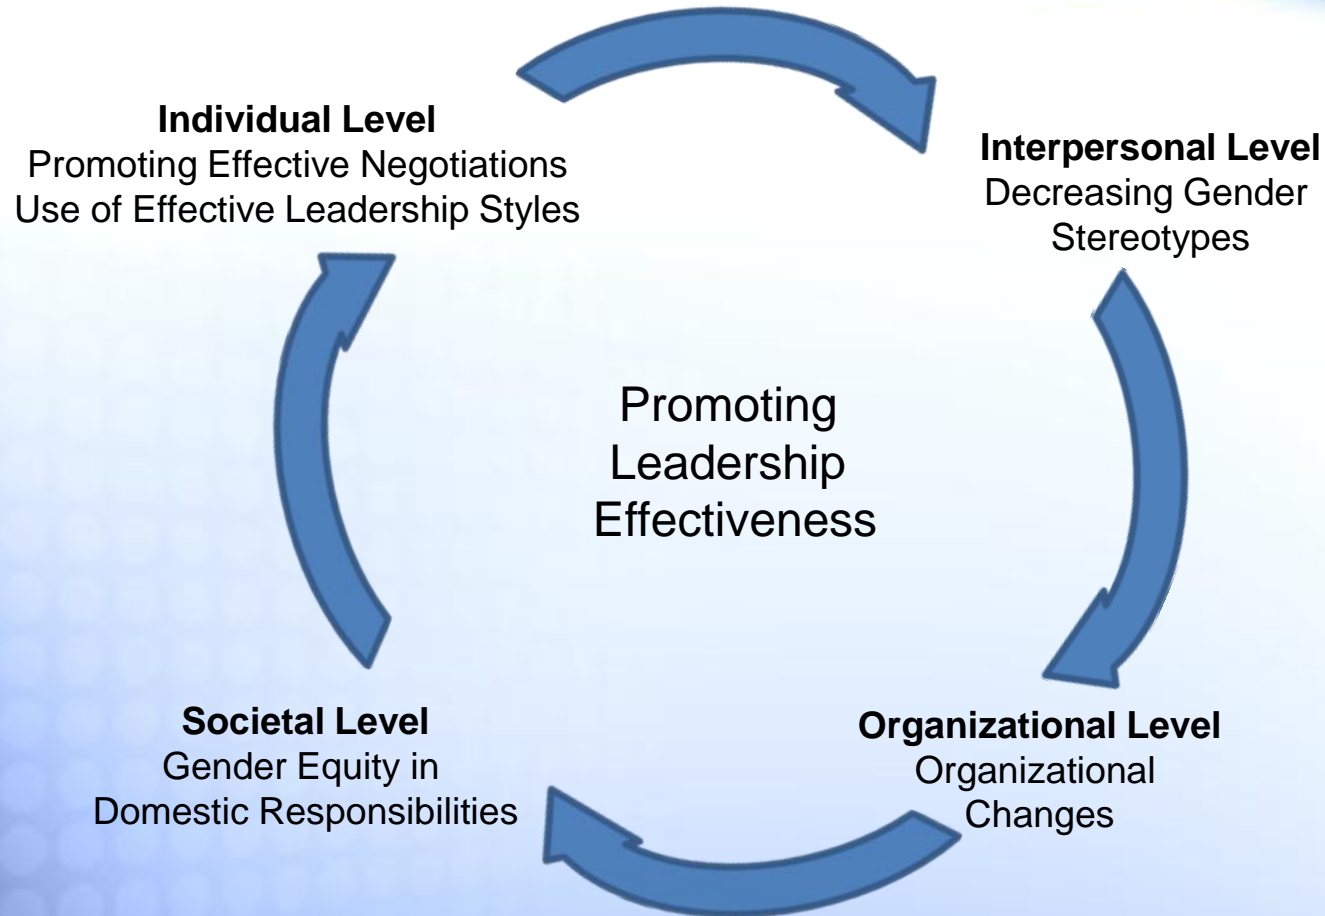 Individual Level
Promoting Effective Negotiations
Use of Effective Leadership Styles
Interpersonal Level
Decreasing Gender
Stereotypes
Promoting
Leadership
Effectiveness
Societal Level
Gender Equity in
Domestic Responsibilities
Organizational Level
Organizational
Changes